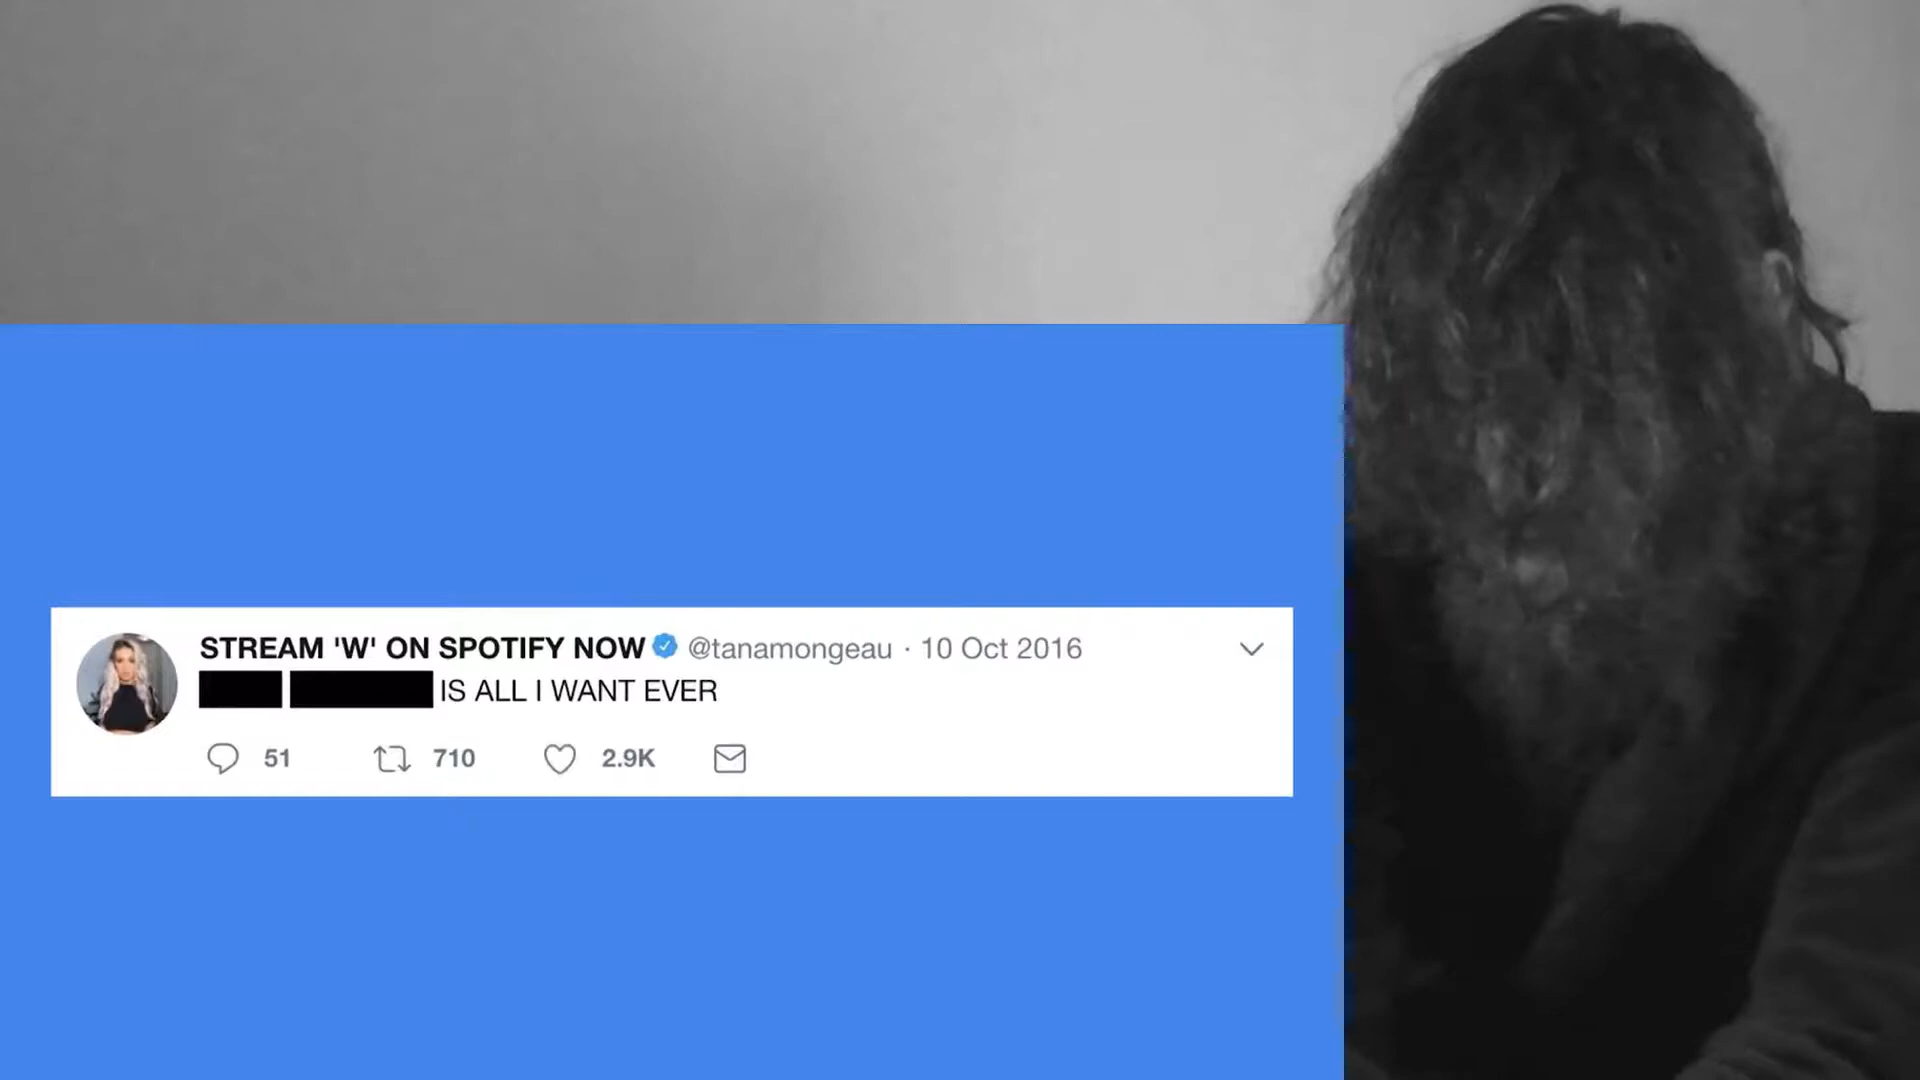 STREAM 'W' ON SPOTIFY NOW @tanamongeau · 10 Oct 2016
IS ALL I WANT EVER
51 710 2.9K